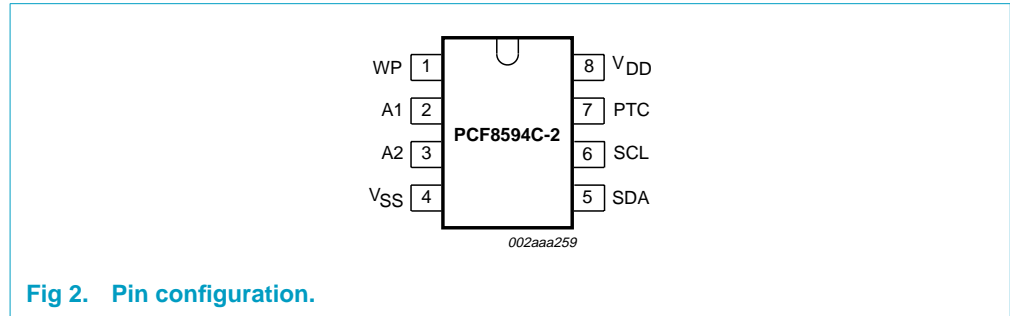 WP 1 8 VDD
A1 2 7 PTC
PCF8594C-2
A2 3 6 SCL
VSS 4 5 SDA
002aaa259
Fig 2. Pin configuration.